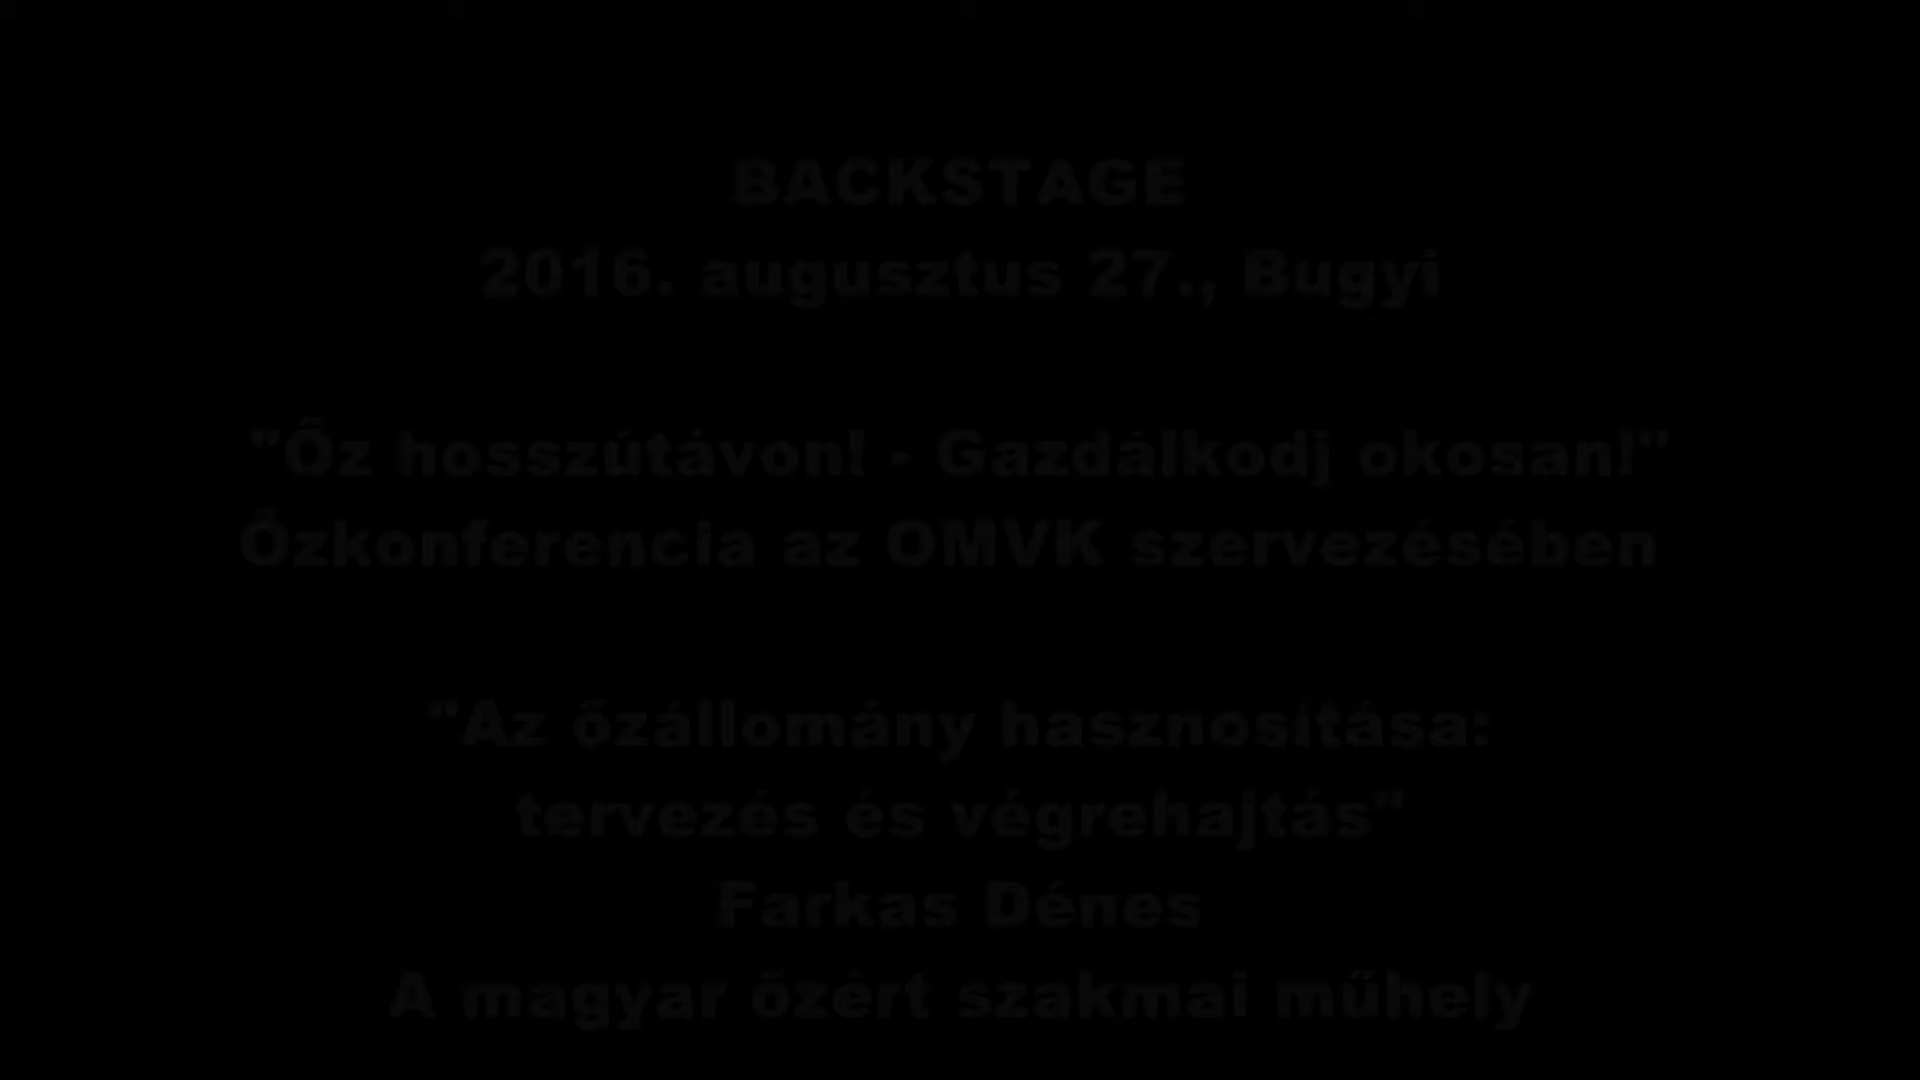 BACKSTAGE
2016. augusztus 27., Bugyi
"Őz hosszútávon! - Gazdálkodj okosan!"
Őzkonferencia az OMVK szervezésében
"Az őzállomány hasznosítása:
tervezés és végrehajtás"
Farkas Dénes
A magyar őzért szakmai műhely